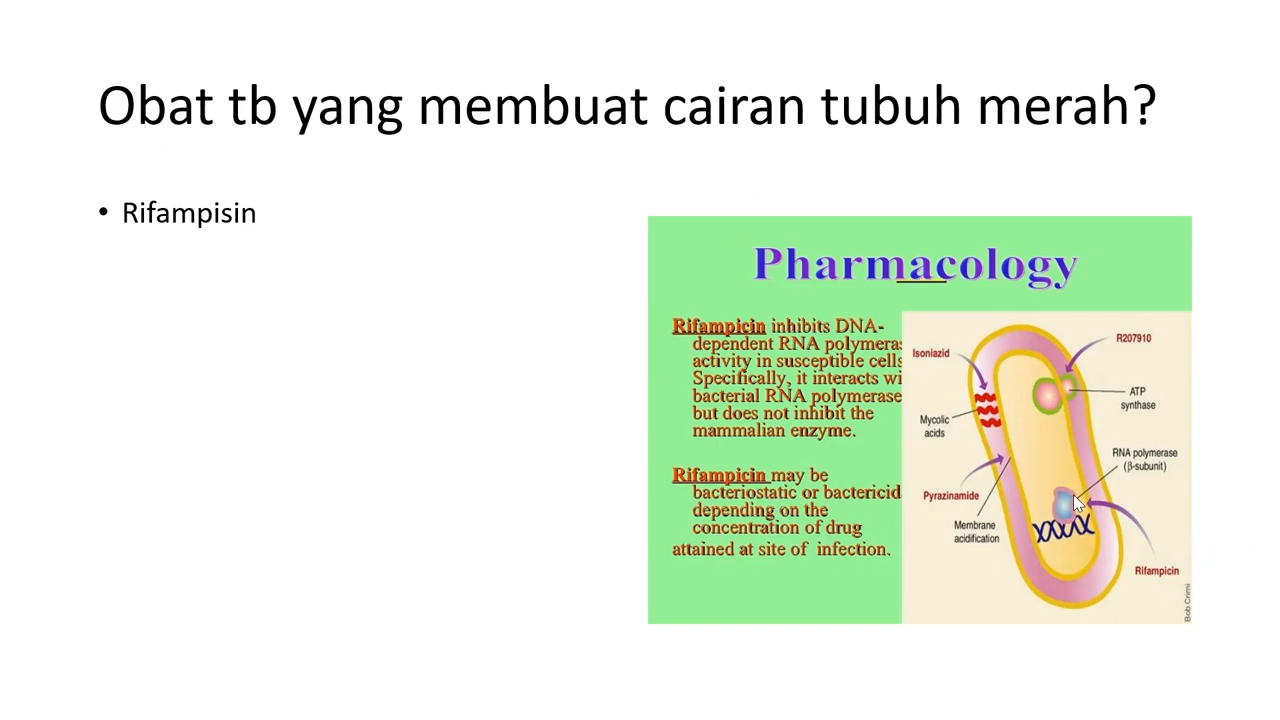 Obat tb yang membuat cairan tubuh merah?
• Rifampisin
Pharmacology
Rifampicin inhibits DNA-
dependent RNA
activity in susceptible cells
Specifically, it interacts
bacterial RNA polymerase
but does not inhibit the
mammalian enzyme.
Rifampicin may be
bacteriostatic or
depending on the
concentration of drug
attained at site of infection.
Isoniazid
R207910
ATP
synthase
Mycolic
acids
RNA polymerase
(β-subunit)
Pyrazinamide
Membrane
acidification
Rifampicin
Bob Crimi